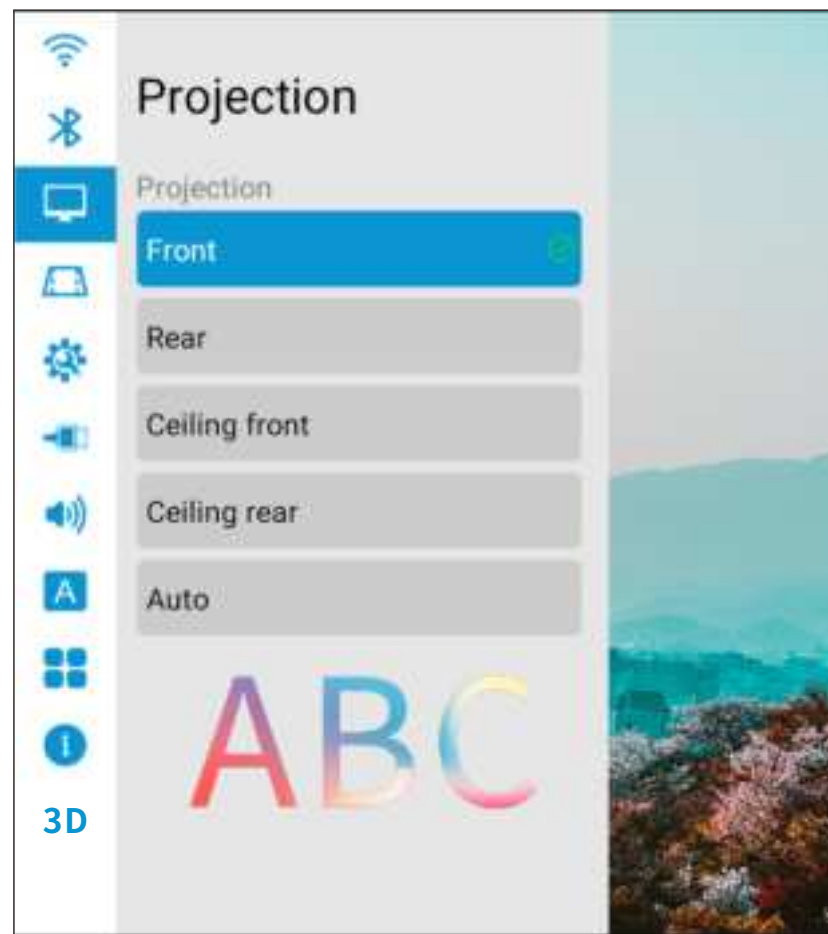 Projection
Projection
Front
Rear
Ceiling front
Ceiling rear
A
Auto
ABC
3D